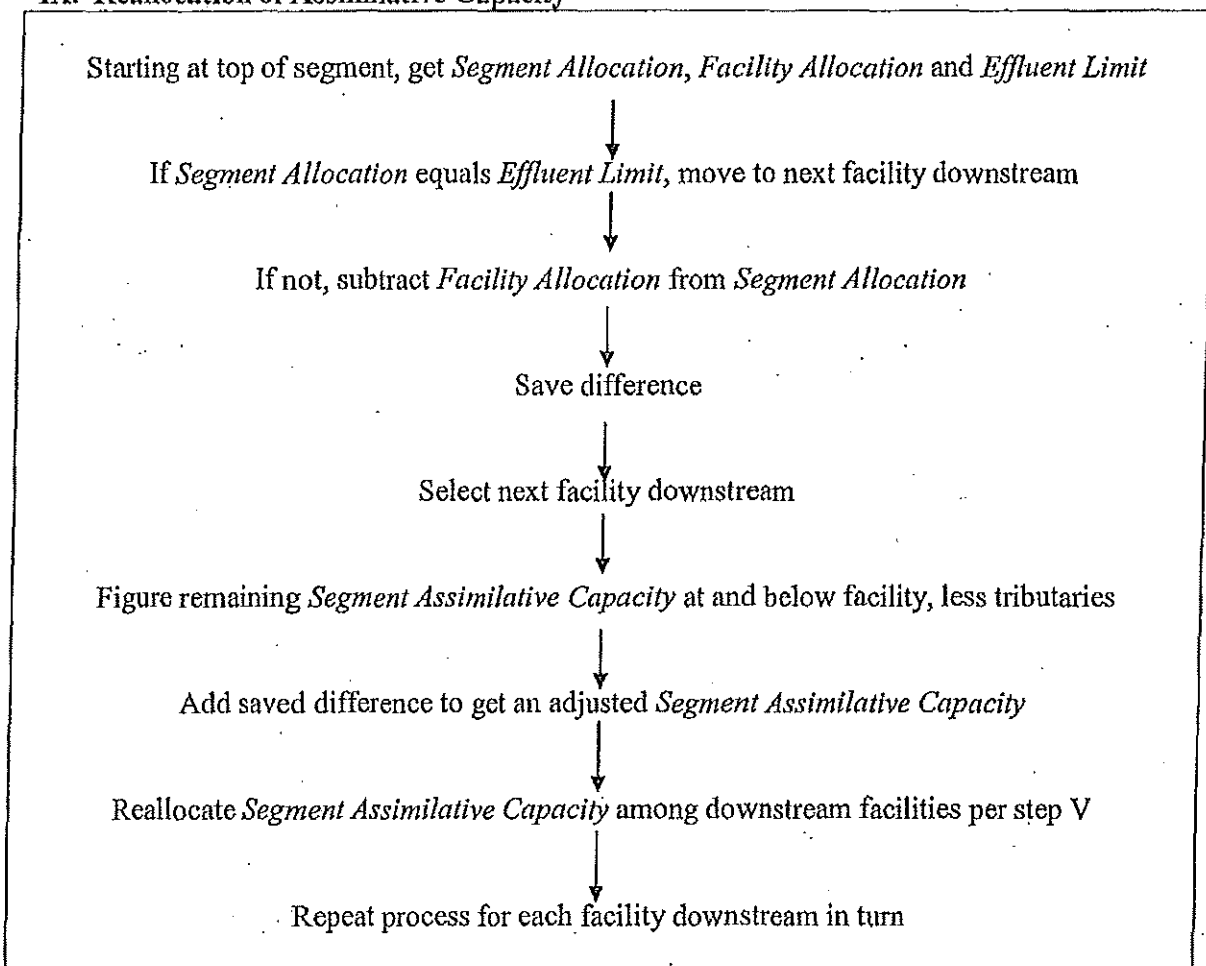 Reallocation of Assimilative Capacity
Starting at top of segment, get Segment Allocation, Facility Allocation and Effluent Limit
If Segment Allocation equals Effluent Limit, move to next facility downstream
If not, subtract Facility Allocation from Segment Allocation
Save difference
Select next facility downstream
Figure remaining Segment Assimilative Capacity at and below facility, less tributaries
Add saved difference to get an adjusted Segment Assimilative Capacity
Reallocate Segment Assimilative Capacity among downstream facilities per step V
Repeat process for each facility downstream in turn